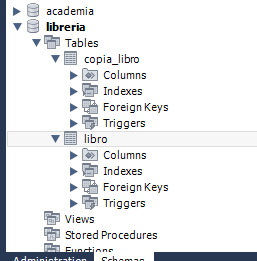 academia
libreria
Tables
copia_libro
Columns
Indexes
Foreign Keys
Triggers
libro
Columns
Indexes
Foreign Keys
Triggers
Views
Stored Procedures
Functions
Administration Schemas